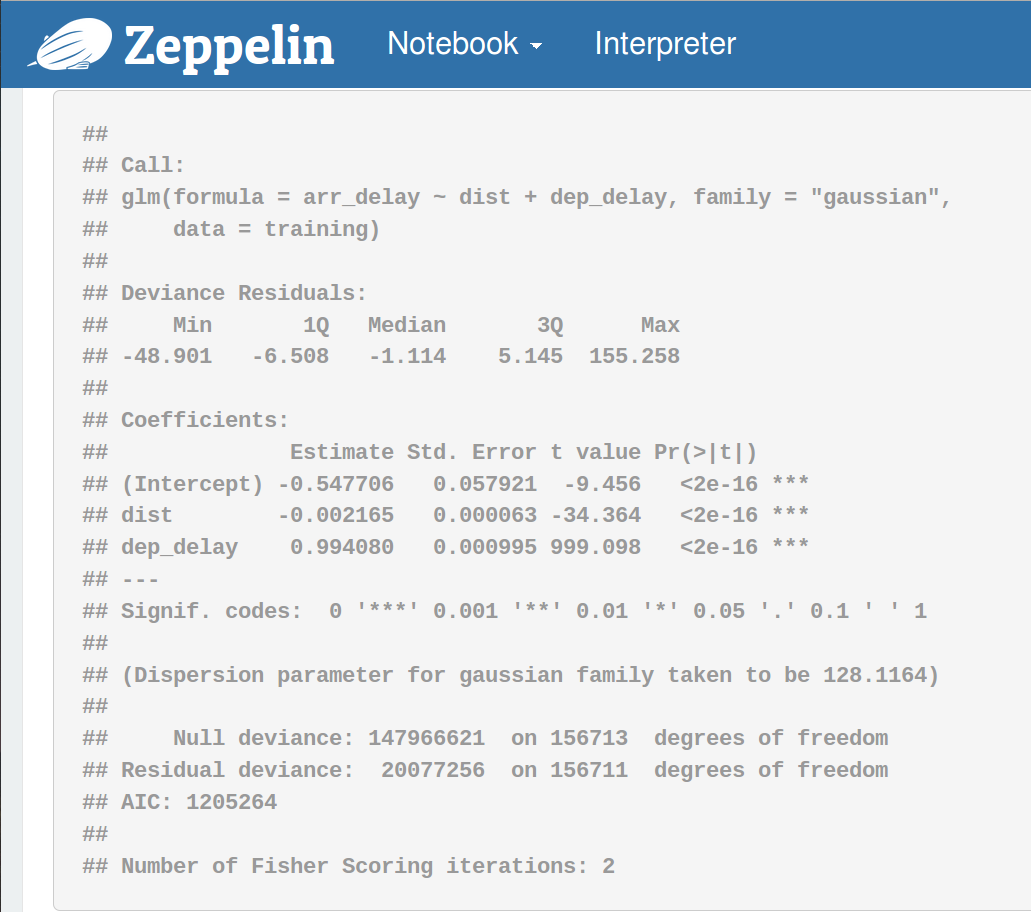 Zeppelin Notebook Interpreter
##
## Call:
## glm(formula = arr_delay ~ dist + dep_delay, family = "gaussian",
##     data = training)
##
## Deviance Residuals:
##     Min       1Q   Median       3Q      Max
## -48.901   -6.508   -1.114    5.145  155.258
##
## Coefficients:
##              Estimate Std. Error t value Pr(>|t|)
## (Intercept) -0.547706   0.057921  -9.456   <2e-16 ***
## dist        -0.002165   0.000063 -34.364   <2e-16 ***
## dep_delay    0.994080   0.000995 999.098   <2e-16 ***
## ---
## Signif. codes:  0 '***' 0.001 '**' 0.01 '*' 0.05 '.' 0.1 ' ' 1
##
## (Dispersion parameter for gaussian family taken to be 128.1164)
##
##     Null deviance: 147966621  on 156713  degrees of freedom
## Residual deviance:  20077256  on 156711  degrees of freedom
## AIC: 1205264
##
## Number of Fisher Scoring iterations: 2